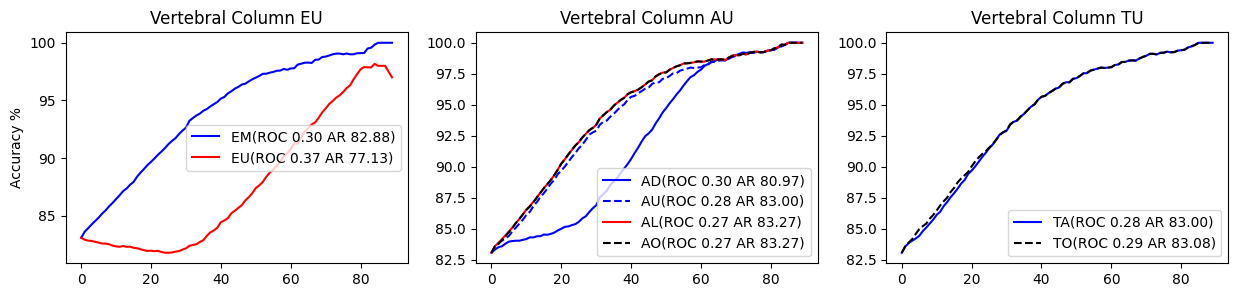 Vertebral Column EU
Vertebral Column AU
Vertebral Column TU
Accuracy %
100
95
90
85
0
20
40
60
80
EM(ROC 0.30 AR 82.88)
EU(ROC 0.37 AR 77.13)
100.0
97.5
95.0
92.5
90.0
87.5
85.0
82.5
0
20
40
60
80
AD(ROC 0.30 AR 80.97)
AU(ROC 0.28 AR 83.00)
AL(ROC 0.27 AR 83.27)
AO(ROC 0.27 AR 83.27)
100.0
97.5
95.0
92.5
90.0
87.5
85.0
82.5
0
20
40
60
80
TA(ROC 0.28 AR 83.00)
TO(ROC 0.29 AR 83.08)